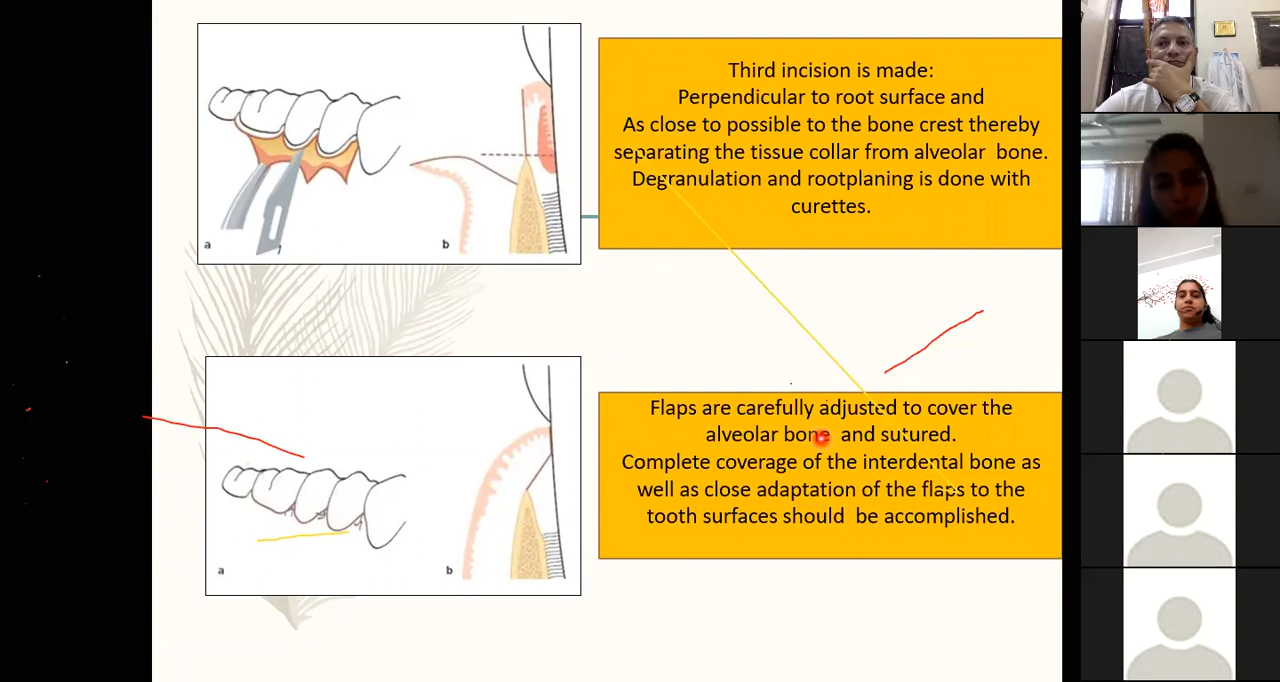 Third incision is made:
Perpendicular to root surface and
As close to possible to the bone crest thereby
separating the tissue collar from alveolar bone.
Degranulation and rootplaning is done with
curettes.
a
b
Flaps are carefully adjusted to cover the
alveolar bone and sutured.
Complete coverage of the interdental bone as
well as close adaptation of the flaps to the
tooth surfaces should be accomplished.
a
b